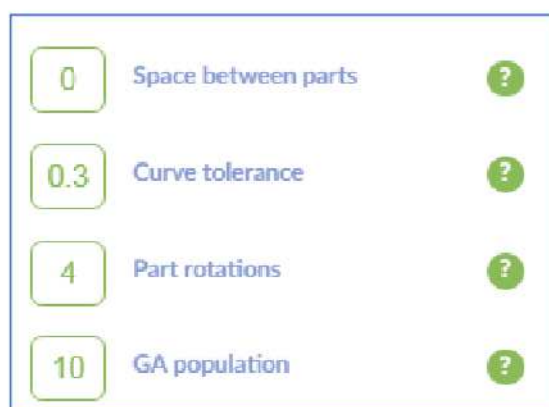 0 Space between parts ?
0.3 Curve tolerance ?
4 Part rotations ?
10 GA population ?